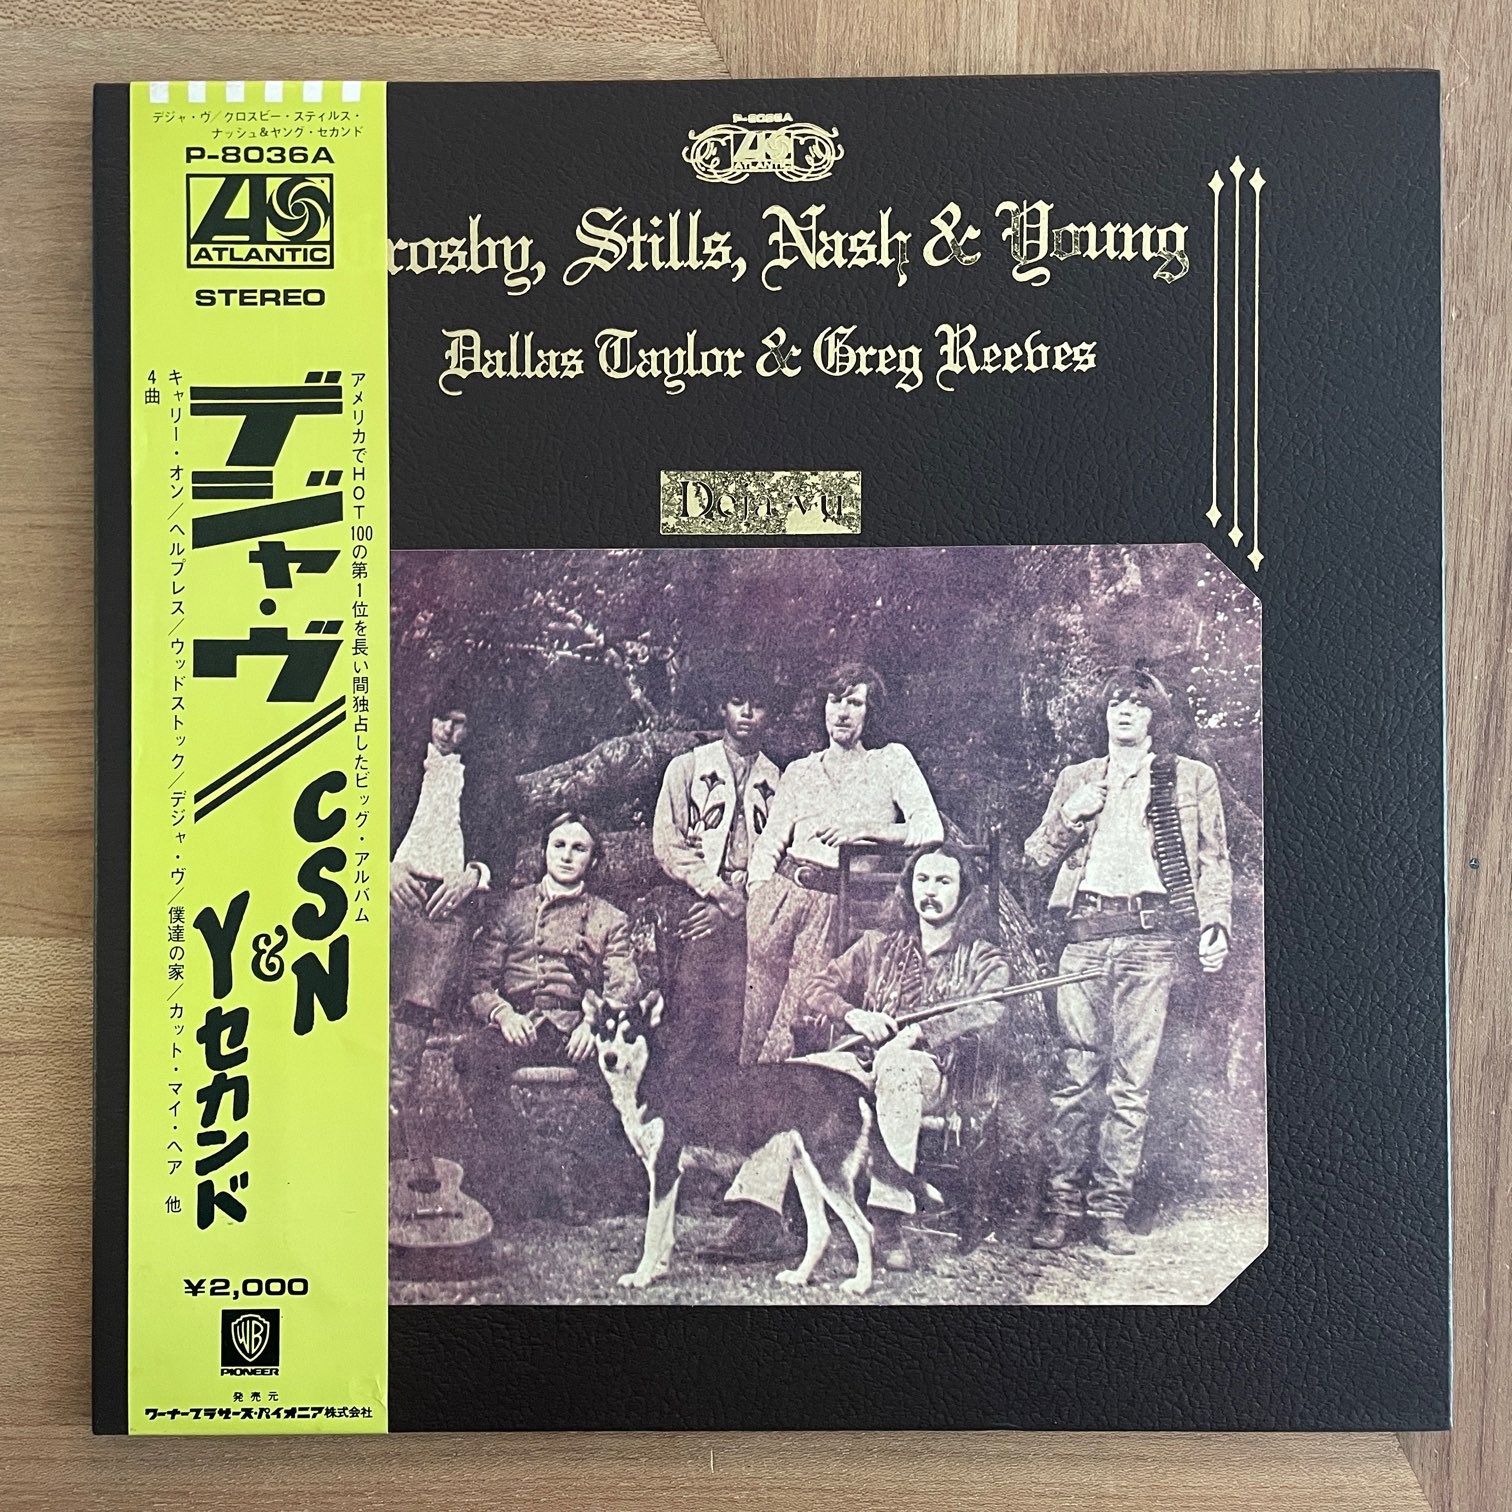 デジャ・ヴ／クロスビー・スティルス・
ナッシュ&ヤング・セカンド
P-8036A
ATLANTIC
STEREO
アメリカでHOT100の第1位を長い間独占したビッグ・アルバム
デジャ・ヴ／CSN
&Yセカンド
キャリー・オン／ヘルプレス／ウッドストック／デジャ・ヴ／僕達の家／カット・マイ・ヘア 他
4曲
¥2,000
WB
PIONEER
発売元
ワーナーブラザーズ・パイオニア株式会社
P-8036A
ATLANTIC
rosby, Stills, Nash & Young
Dallas Taylor & Greg Reeves
Déjà vu